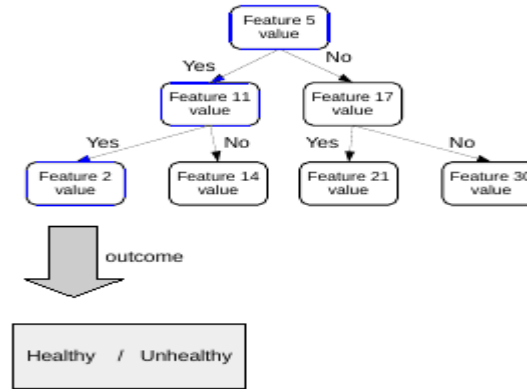 Feature 5
value
Yes
No
Feature 11
value
Feature 17
value
Yes
No
Yes
No
Feature 2
value
Feature 14
value
Feature 21
value
Feature 30
value
outcome
Healthy / Unhealthy